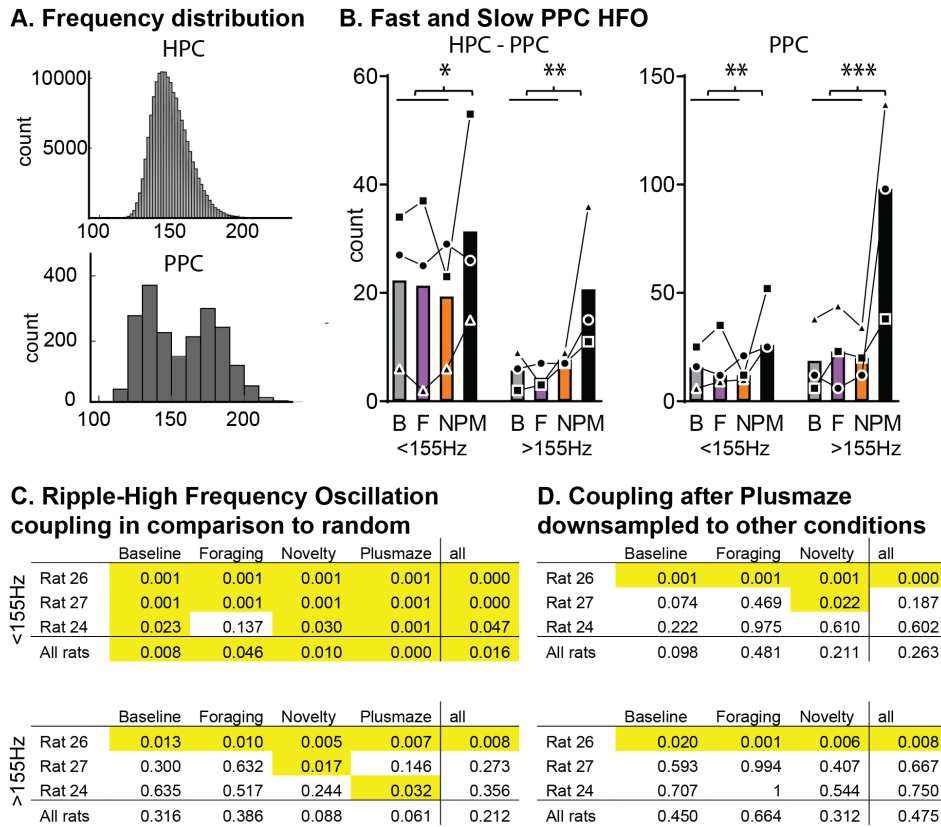 A. Frequency distribution
HPC
10000
5000
0
count
100 150 200
PPC
400
200
0
count
100 150 200
B. Fast and Slow PPC HFO
HPC - PPC
60
40
20
0
count
* **
B F NPM B F NPM
<155Hz >155Hz
PPC
150
100
50
0
** ***
B F NPM B F NPM
<155Hz >155Hz
C. Ripple-High Frequency Oscillation
coupling in comparison to random
<155Hz
Baseline Foraging Novelty Plusmaze all
Rat 26 0.001 0.001 0.001 0.001 0.000
Rat 27 0.001 0.001 0.001 0.001 0.000
Rat 24 0.023 0.137 0.030 0.001 0.047
All rats 0.008 0.046 0.010 0.000 0.016
>155Hz
Baseline Foraging Novelty Plusmaze all
Rat 26 0.013 0.010 0.005 0.007 0.008
Rat 27 0.300 0.632 0.017 0.146 0.273
Rat 24 0.635 0.517 0.244 0.032 0.356
All rats 0.316 0.386 0.088 0.061 0.212
D. Coupling after Plusmaze
downsampled to other conditions
Baseline Foraging Novelty all
Rat 26 0.001 0.001 0.001 0.000
Rat 27 0.074 0.469 0.022 0.187
Rat 24 0.222 0.975 0.610 0.602
All rats 0.098 0.481 0.211 0.263
Baseline Foraging Novelty all
Rat 26 0.020 0.001 0.006 0.008
Rat 27 0.593 0.994 0.407 0.667
Rat 24 0.707 1 0.544 0.750
All rats 0.450 0.664 0.312 0.475